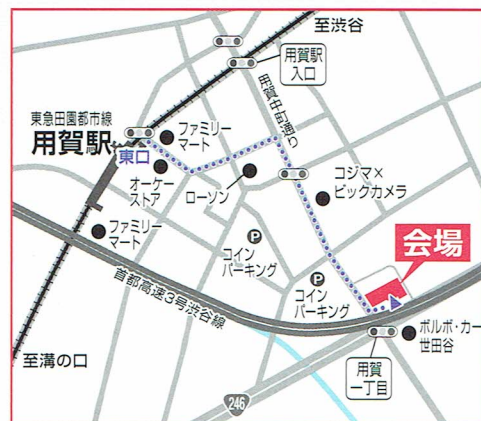 至渋谷
用賀駅
入口
用賀中町通り
東急田園都市線
用賀駅
東口
ファミリー
マート
オーケー
ストア
ローソン
コジマ×
ビックカメラ
ファミリー
マート
P
コイン
パーキング
P
コイン
パーキング
会場
首都高速3号渋谷線
ボルボ・カー
世田谷
用賀
一丁目
至溝の口
246